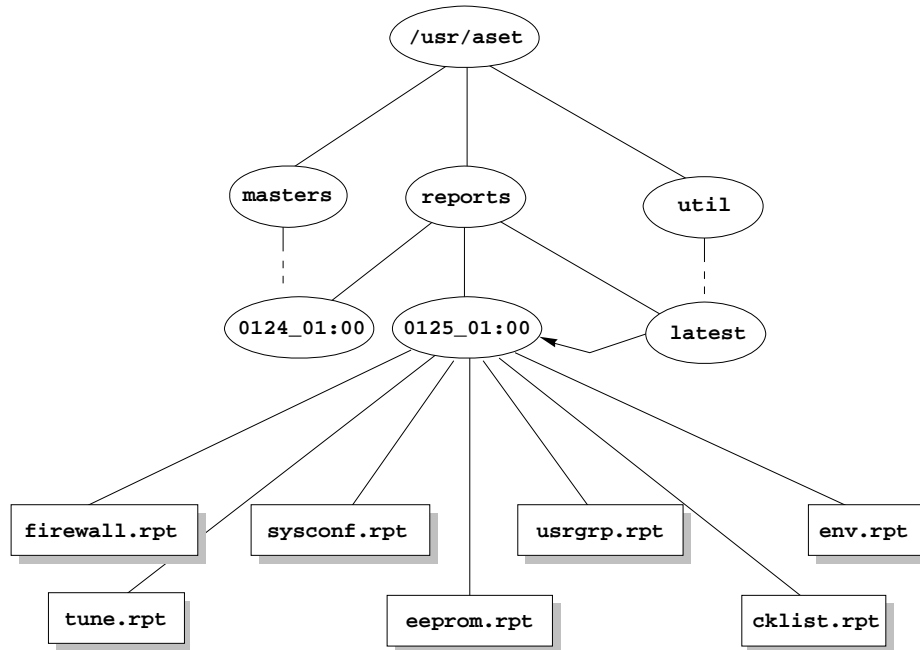 /usr/aset
masters
reports
util
0124_01:00
0125_01:00
latest
firewall.rpt
sysconf.rpt
usrgrp.rpt
env.rpt
tune.rpt
eeprom.rpt
cklist.rpt